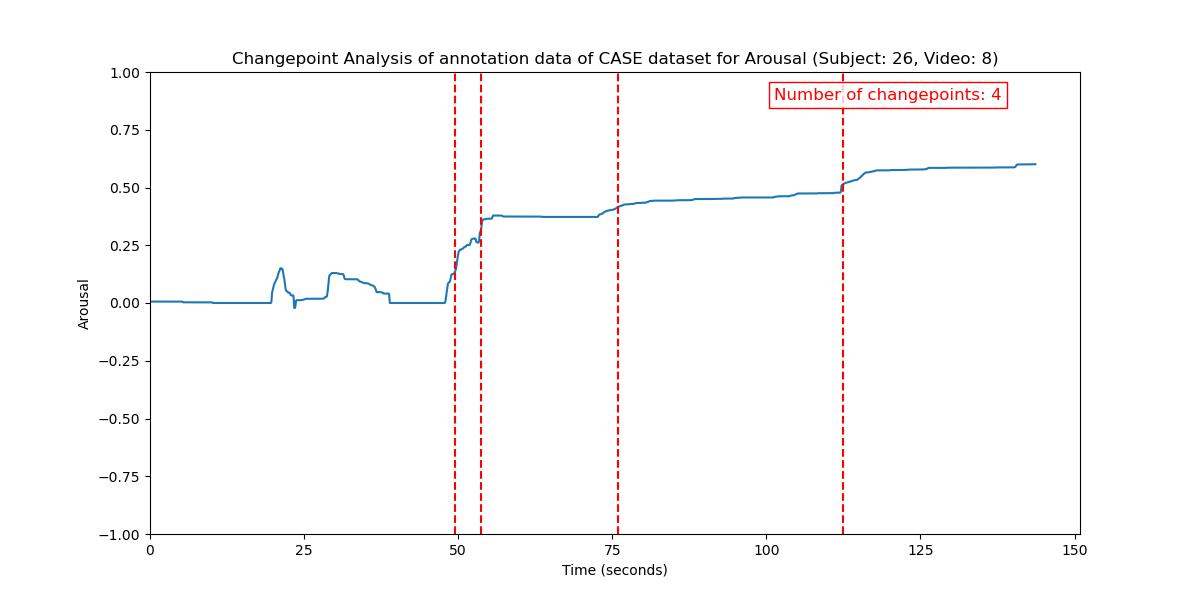 Changepoint Analysis of annotation data of CASE dataset for Arousal (Subject: 26, Video: 8)
Number of changepoints: 4
1.00
0.75
0.50
0.25
0.00
−0.25
−0.50
−0.75
−1.00
Arousal
0 25 50 75 100 125 150
Time (seconds)